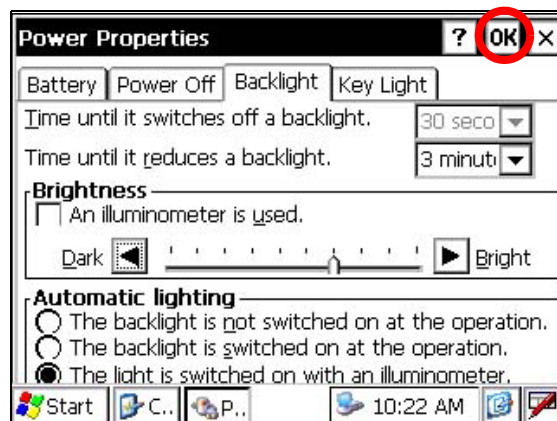 Power Properties ? OK ×
Battery Power Off Backlight Key Light
Time until it switches off a backlight. 30 seco
Time until it reduces a backlight. 3 minut
Brightness
An illuminometer is used.
Dark Bright
Automatic lighting
The backlight is not switched on at the operation.
The backlight is switched on at the operation.
The light is switched on with an illuminometer.
Start C.. P.. 10:22 AM